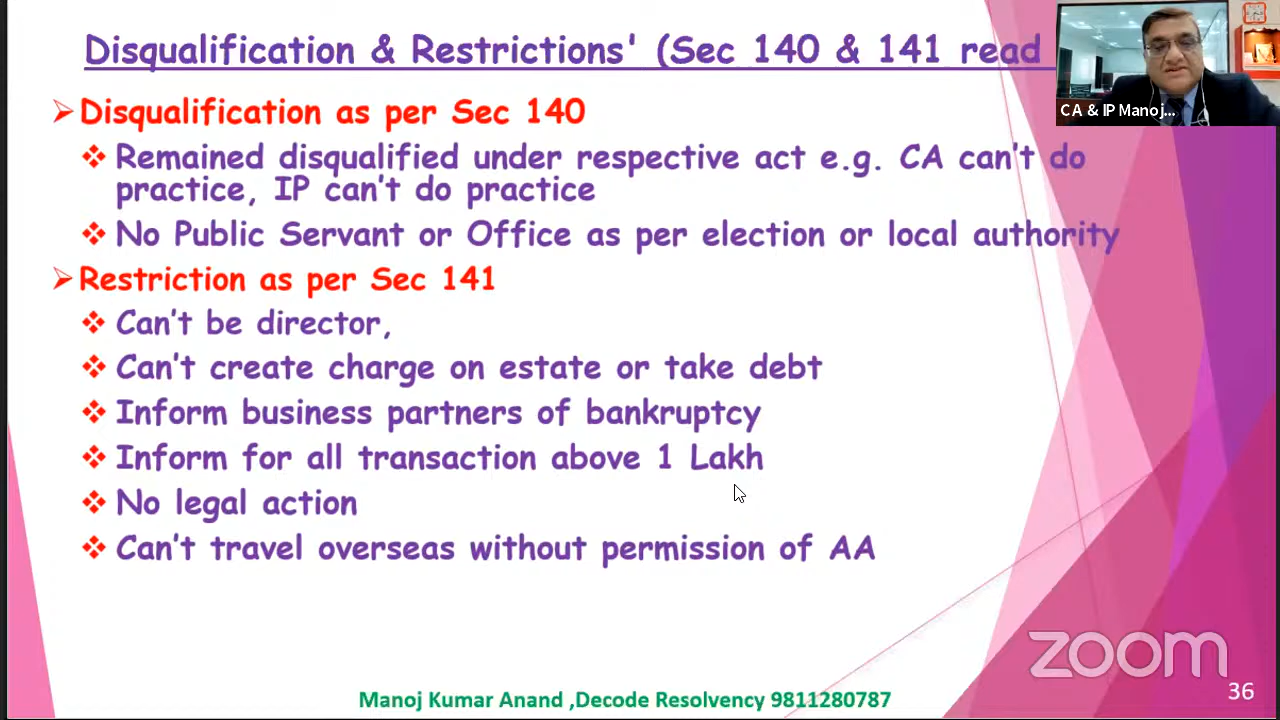 Disqualification & Restrictions' (Sec 140 & 141 read
CA & IP Manoj...
➢ Disqualification as per Sec 140
❖ Remained disqualified under respective act e.g. CA can't do
practice, IP can't do practice
❖ No Public Servant or Office as per election or local authority
➢ Restriction as per Sec 141
❖ Can't be director,
❖ Can't create charge on estate or take debt
❖ Inform business partners of bankruptcy
❖ Inform for all transaction above 1 Lakh
❖ No legal action
❖ Can't travel overseas without permission of AA
zoom
Manoj Kumar Anand ,Decode Resolvency 9811280787
36